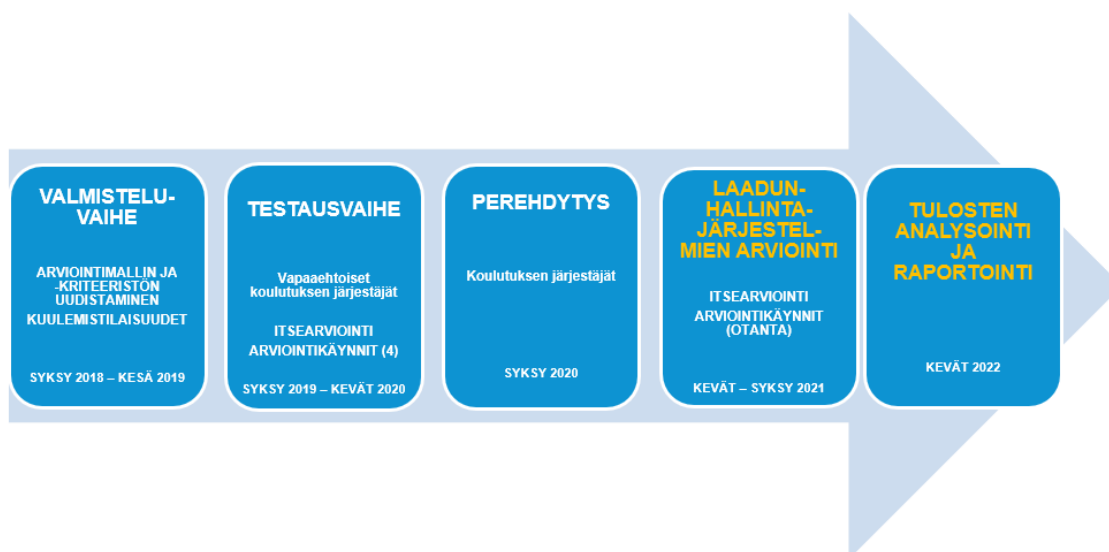 VALMISTELU-
VAIHE
ARVIOINTIMALLIN JA
-KRITEERISTÖN
UUDISTAMINEN
KUULEMISTILAISUUDET
SYKSY 2018 – KESÄ 2019
TESTAUSVAIHE
Vapaaehtoiset
koulutuksen järjestäjät
ITSEARVIOINTI
ARVIOINTIKÄYNNIT (4)
SYKSY 2019 – KEVÄT 2020
PEREHDYTYS
Koulutuksen järjestäjät
SYKSY 2020
LAADUN-
HALLINTA-
JÄRJESTEL-
MIEN ARVIOINTI
ITSEARVIOINTI
ARVIOINTIKÄYNNIT
(OTANTA)
KEVÄT – SYKSY 2021
TULOSTEN
ANALYSOINTI
JA
RAPORTOINTI
KEVÄT 2022